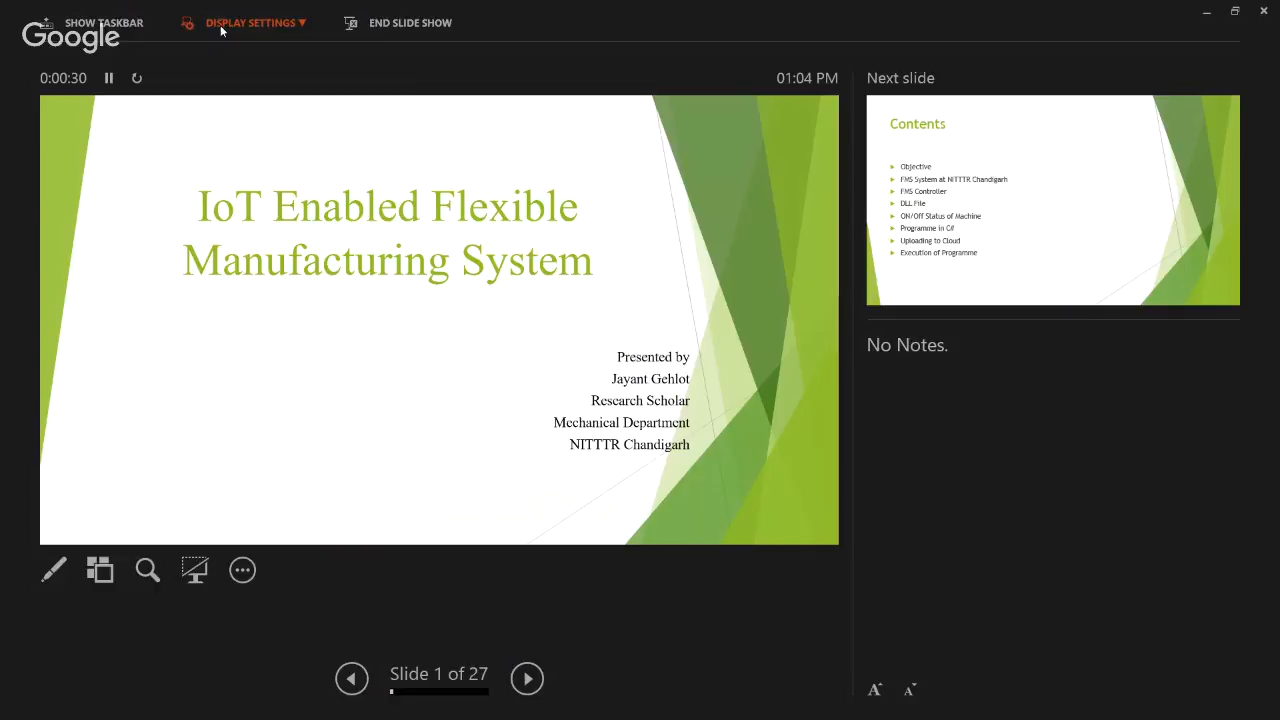 SHOW TASKBAR
DISPLAY SETTINGS ▼
END SLIDE SHOW
Google
0:00:30
01:04 PM
IoT Enabled Flexible
Manufacturing System
Presented by
Jayant Gehlot
Research Scholar
Mechanical Department
NITTTR Chandigarh
Slide 1 of 27
Next slide
Contents
Objective
FMS System at NITTTR Chandigarh
FMS Controller
DLL File
ON/Off Status of Machine
Programme in C#
Uploading to Cloud
Execution of Programme
No Notes.
A A